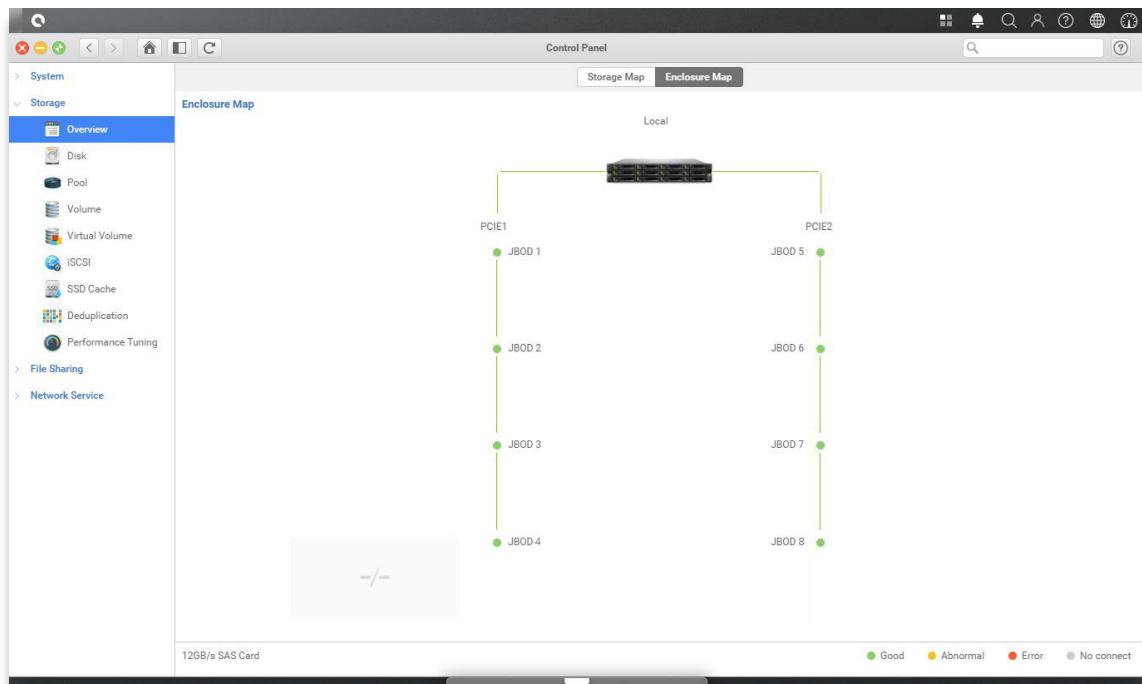 Control Panel
System
Storage
Overview
Disk
Pool
Volume
Virtual Volume
iSCSI
SSD Cache
Deduplication
Performance Tuning
File Sharing
Network Service
Storage Map Enclosure Map
Enclosure Map
Local
PCIE1 PCIE2
JBOD 1 JBOD 5
JBOD 2 JBOD 6
JBOD 3 JBOD 7
JBOD 4 JBOD 8
-/-
12GB/s SAS Card Good Abnormal Error No connect